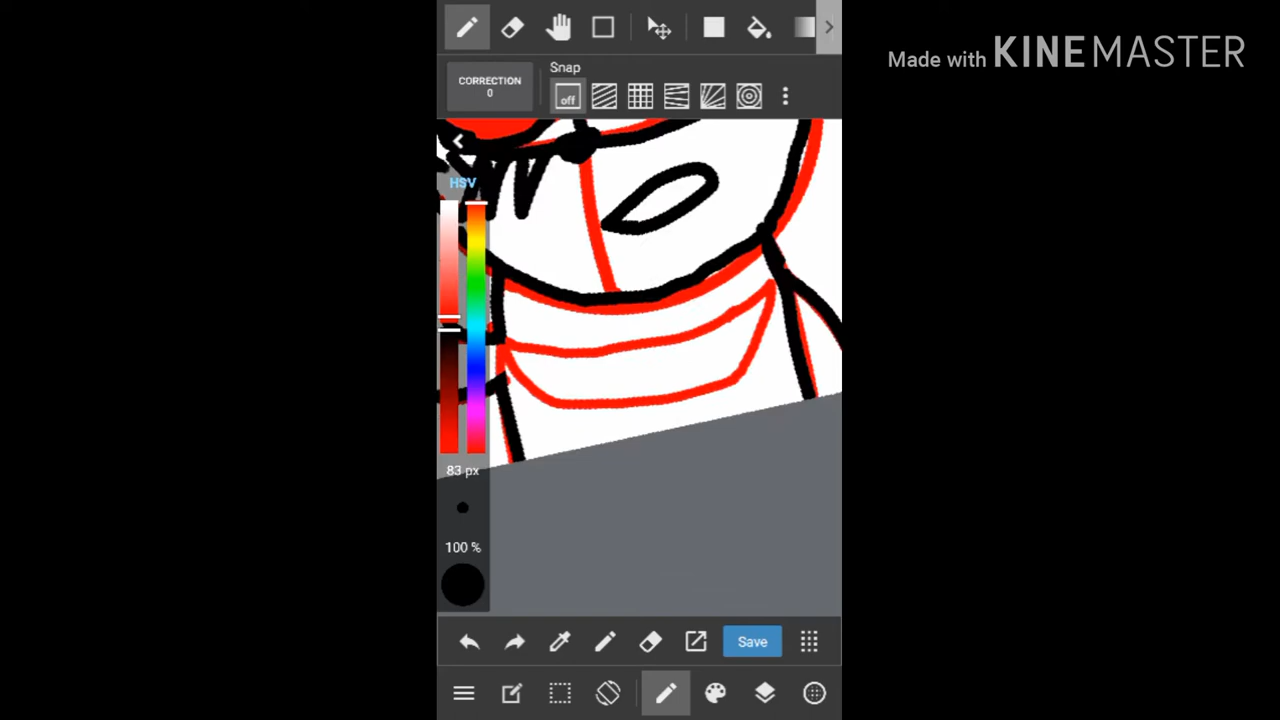 Made with KINEMASTER
CORRECTION
0
Snap
off
HSV
83 px
100 %
Save